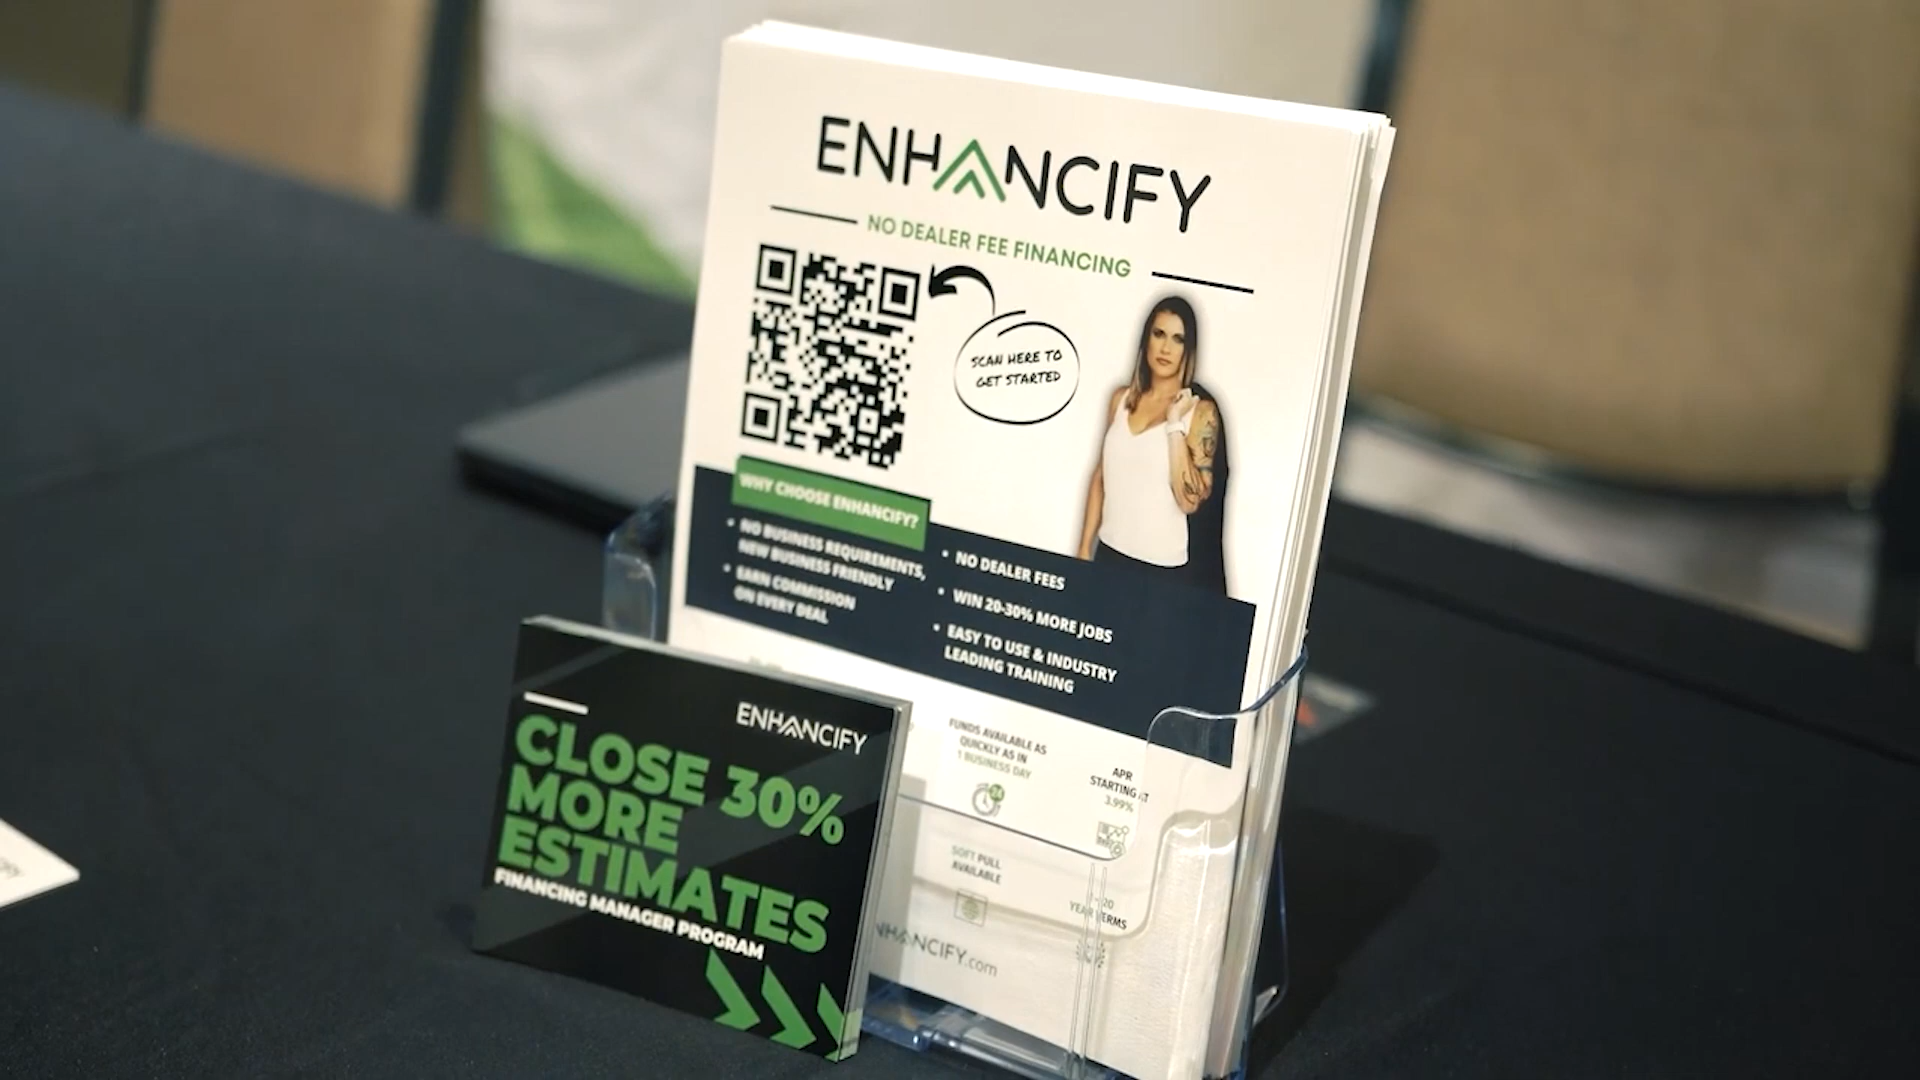 ENHANCIFY
NO DEALER FEE FINANCING
SCAN HERE TO
GET STARTED
WHY CHOOSE ENHANCIFY?
• NO BUSINESS REQUIREMENTS,
NEW BUSINESS FRIENDLY
• EARN COMMISSION
ON EVERY DEAL
• NO DEALER FEES
• WIN 20-30% MORE JOBS
• EASY TO USE & INDUSTRY
LEADING TRAINING
FUNDS AVAILABLE AS
QUICKLY AS IN
1 BUSINESS DAY
APR
STARTING AT
3.99%
SOFT PULL
AVAILABLE
20
YEAR TERMS
ENHANCIFY.com
ENHANCIFY
CLOSE 30%
MORE
ESTIMATES
FINANCING MANAGER PROGRAM